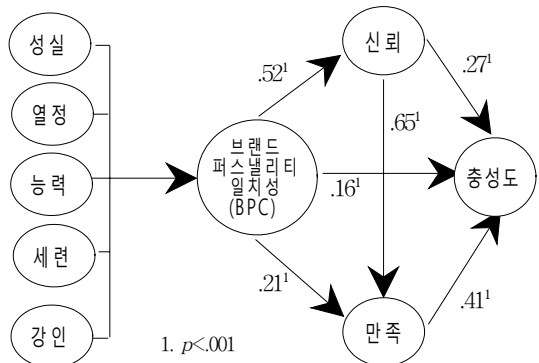 성실
열정
능력
세련
강인
브랜드
퍼스낼리티
일치성
(BPC)
신뢰
만족
충성도
.52¹
.21¹
.65¹
.16¹
.27¹
.41¹
1. p<.001